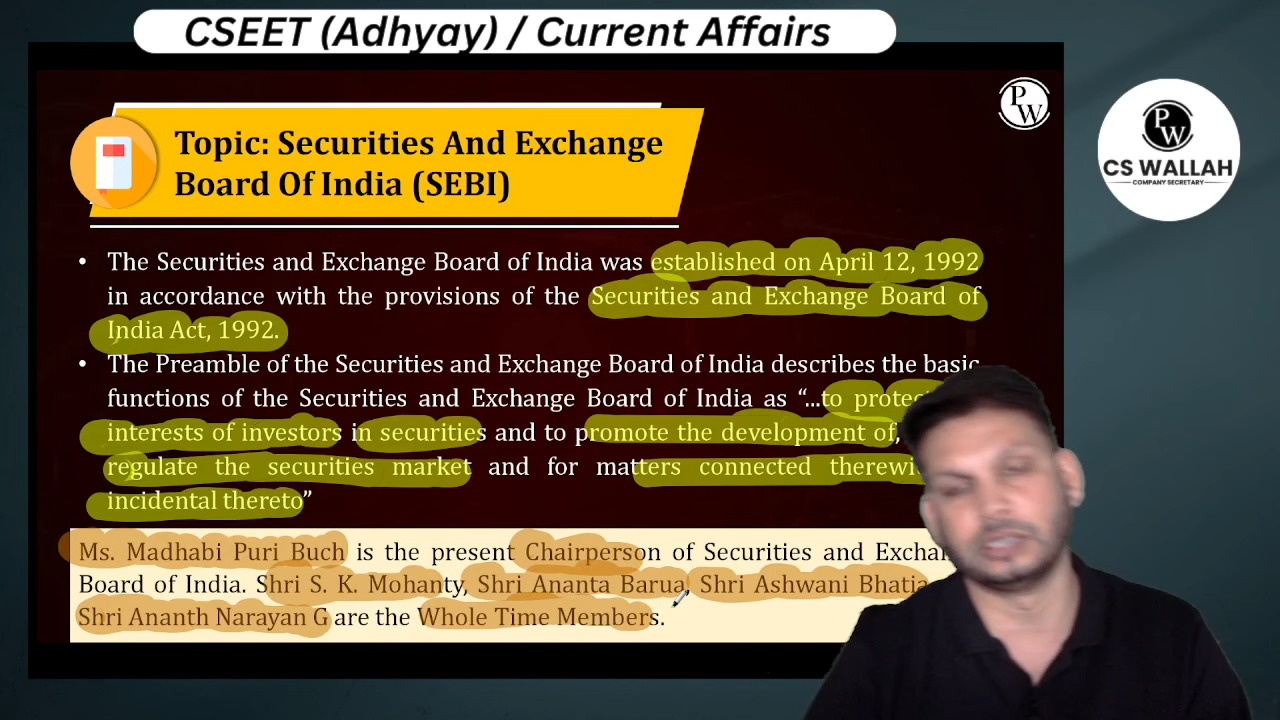 CSEET (Adhyay) / Current Affairs
PW
PW
CS WALLAH
COMPANY SECRETARY
Topic: Securities And Exchange
Board Of India (SEBI)
• The Securities and Exchange Board of India was established on April 12, 1992
in accordance with the provisions of the Securities and Exchange Board of
India Act, 1992.
• The Preamble of the Securities and Exchange Board of India describes the basic
functions of the Securities and Exchange Board of India as “...to protect
interests of investors in securities and to promote the development of,
regulate the securities market and for matters connected
incidental thereto”
Ms. Madhabi Puri Buch is the present Chairperson of Securities and
Board of India. Shri S. K. Mohanty, Shri Ananta Barua, Shri Ashwani Bhatia
Shri Ananth Narayan G are the Whole Time Members.